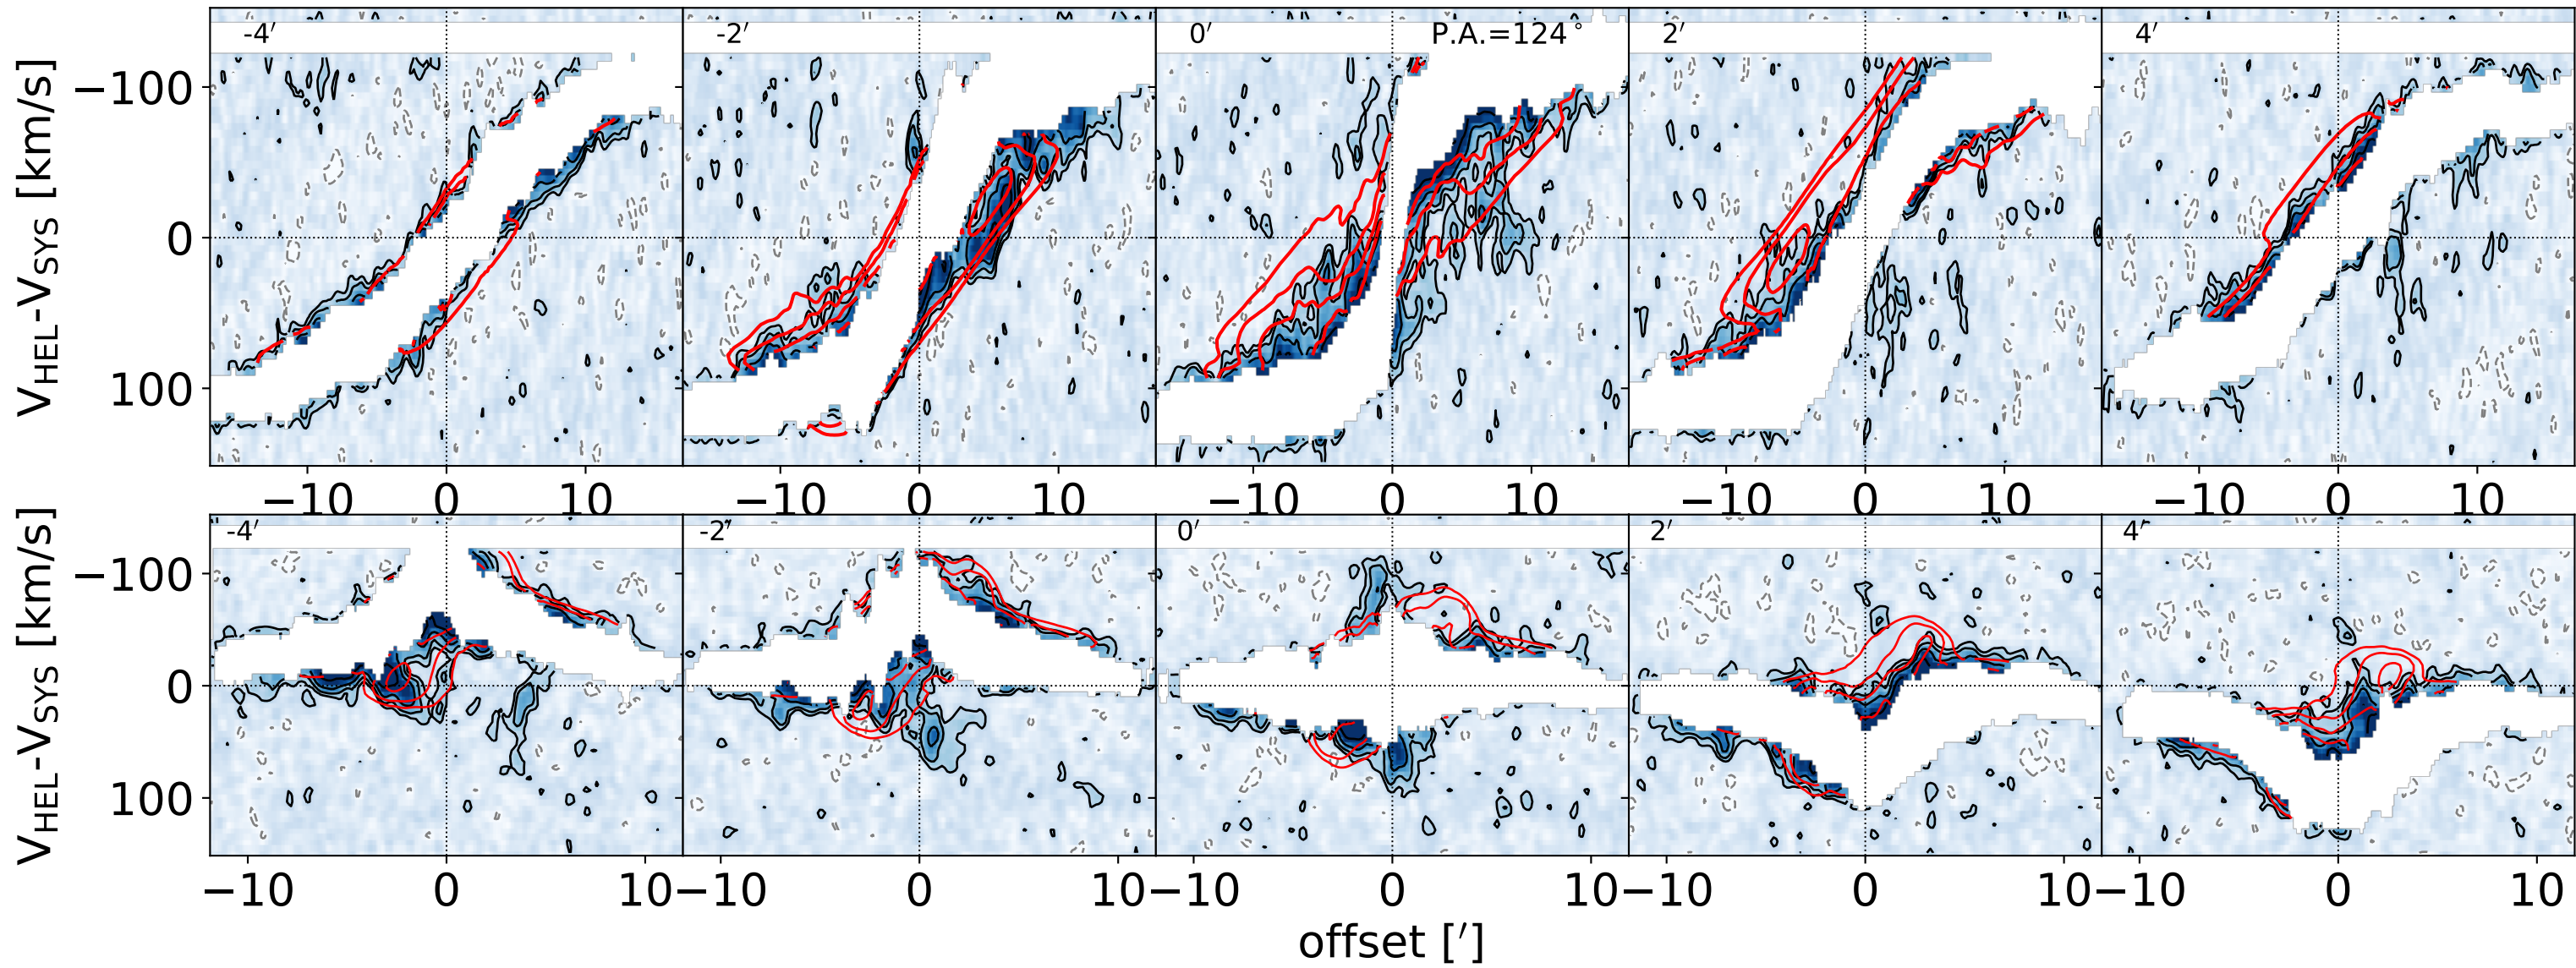 -4′ -2′ 0′ P.A.=124° 2′ 4′
V_HEL-V_SYS [km/s]
−100
0
100
−10 0 10 −10 0 10 −10 0 10 −10 0 10 −10 0 10
-4′ -2′ 0′ 2′ 4′
V_HEL-V_SYS [km/s]
−100
0
100
−10 0 10 −10 0 10 −10 0 10 −10 0 10 −10 0 10
offset [′]